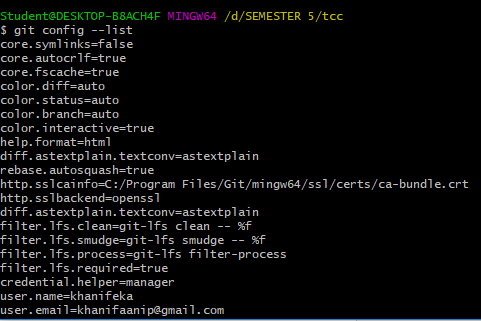 Student@DESKTOP-B8ACH4F MINGW64 /d/SEMESTER 5/tcc
$ git config --list
core.symlinks=false
core.autocrlf=true
core.fscache=true
color.diff=auto
color.status=auto
color.branch=auto
color.interactive=true
help.format=html
diff.astextplain.textconv=astextplain
rebase.autosquash=true
http.sslcainfo=C:/Program Files/Git/mingw64/ssl/certs/ca-bundle.crt
http.sslbackend=openssl
diff.astextplain.textconv=astextplain
filter.lfs.clean=git-lfs clean -- %f
filter.lfs.smudge=git-lfs smudge -- %f
filter.lfs.process=git-lfs filter-process
filter.lfs.required=true
credential.helper=manager
user.name=khanifeka
user.email=khanifaanip@gmail.com